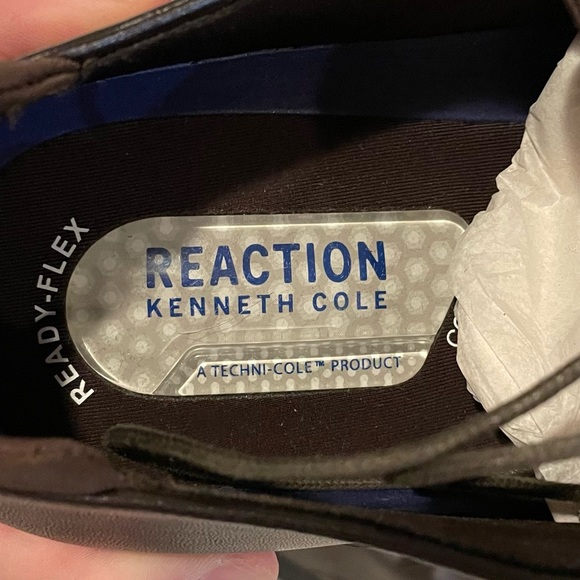 READY-FLEX
REACTION
KENNETH COLE
A TECHNI-COLE™ PRODUCT